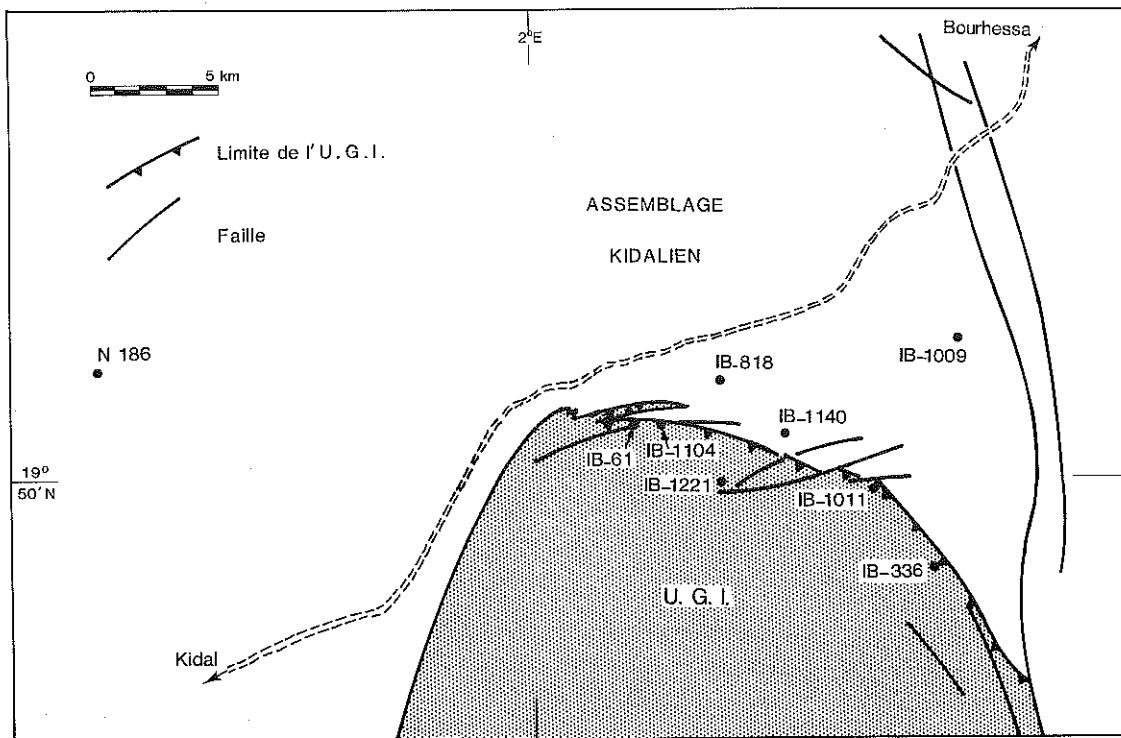 Bourhessa
2°E
0 5 km
Limite de l'U.G.I.
Faille
ASSEMBLAGE
KIDALIEN
N 186
IB-1009
IB-818
IB-1140
IB-61
IB-1104
19°
50'N
IB-1221
IB-1011
IB-336
U. G. I.
Kidal